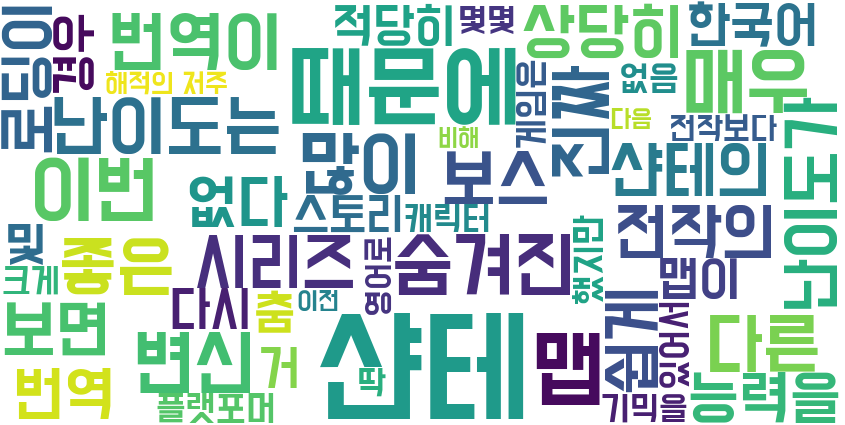 로딩이
경우
번역이
해적의 저주
적당히
몇몇
상당히
한국어
때문에
게임은
진짜
없음
매우
다음
난이도가
난이도는
많이
비해
보스
전작보다
샨테의
이번
없다
스토리
캐릭터
전작의
및
크게
좋은
시리즈
영어로
숨겨진
했지만
맵이
다시
춤
이전
보면
변신
거
샨테
딱
맵
쉽게
있어서
다른
번역
플랫포머
기믹을
능력을